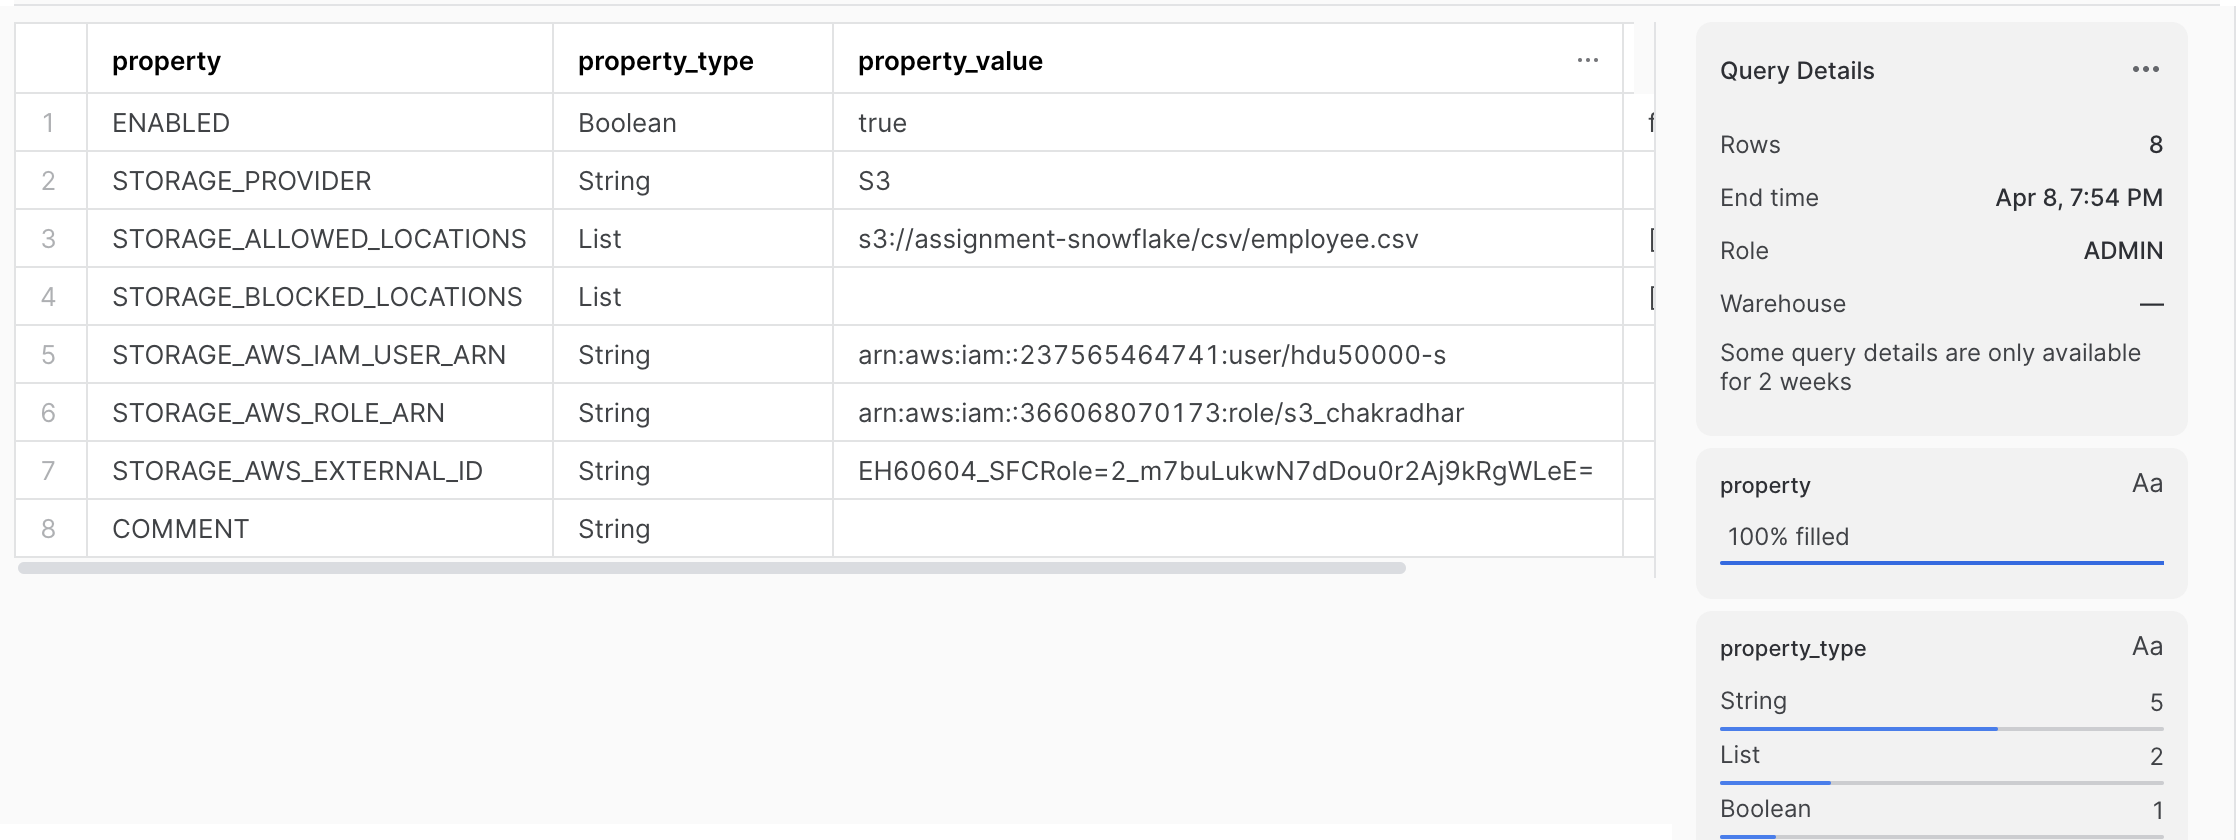 property property_type property_value ...
1 ENABLED Boolean true f
2 STORAGE_PROVIDER String S3
3 STORAGE_ALLOWED_LOCATIONS List s3://assignment-snowflake/csv/employee.csv [
4 STORAGE_BLOCKED_LOCATIONS List [
5 STORAGE_AWS_IAM_USER_ARN String arn:aws:iam::237565464741:user/hdu50000-s
6 STORAGE_AWS_ROLE_ARN String arn:aws:iam::366068070173:role/s3_chakradhar
7 STORAGE_AWS_EXTERNAL_ID String EH60604_SFCRole=2_m7buLukwN7dDou0r2Aj9kRgWLeE=
8 COMMENT String
Query Details ...
Rows 8
End time Apr 8, 7:54 PM
Role ADMIN
Warehouse —
Some query details are only available
for 2 weeks
property Aa
100% filled
property_type Aa
String 5
List 2
Boolean 1